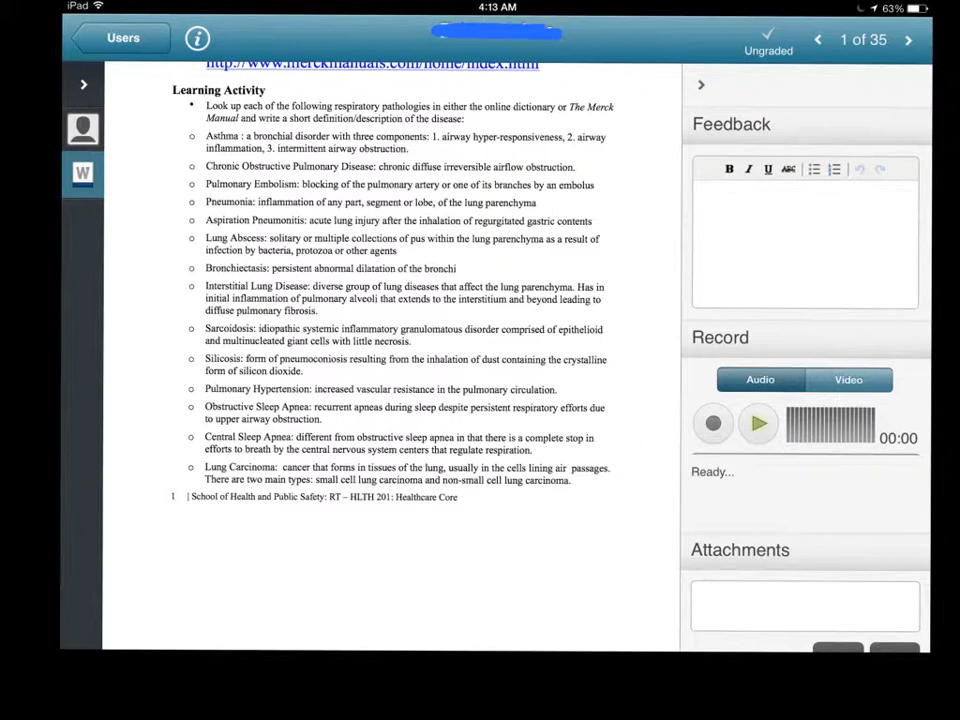 iPad
4:13 AM
63%
Users
Ungraded
1 of 35
http://www.merckmanuals.com/home/index.html
Learning Activity
• Look up each of the following respiratory pathologies in either the online dictionary or The Merck
Manual and write a short definition/description of the disease:
o Asthma : a bronchial disorder with three components: 1. airway hyper-responsiveness, 2. airway
inflammation, 3. intermittent airway obstruction.
o Chronic Obstructive Pulmonary Disease: chronic diffuse irreversible airflow obstruction.
o Pulmonary Embolism: blocking of the pulmonary artery or one of its branches by an embolus
o Pneumonia: inflammation of any part, segment or lobe, of the lung parenchyma
o Aspiration Pneumonitis: acute lung injury after the inhalation of regurgitated gastric contents
o Lung Abscess: solitary or multiple collections of pus within the lung parenchyma as a result of
infection by bacteria, protozoa or other agents
o Bronchiectasis: persistent abnormal dilatation of the bronchi
o Interstitial Lung Disease: diverse group of lung diseases that affect the lung parenchyma. Has in
initial inflammation of pulmonary alveoli that extends to the interstitium and beyond leading to
diffuse pulmonary fibrosis.
o Sarcoidosis: idiopathic systemic inflammatory granulomatous disorder comprised of epithelioid
and multinucleated giant cells with little necrosis.
o Silicosis: form of pneumoconiosis resulting from the inhalation of dust containing the crystalline
form of silicon dioxide.
o Pulmonary Hypertension: increased vascular resistance in the pulmonary circulation.
o Obstructive Sleep Apnea: recurrent apneas during sleep despite persistent respiratory efforts due
to upper airway obstruction.
o Central Sleep Apnea: different from obstructive sleep apnea in that there is a complete stop in
efforts to breath by the central nervous system centers that regulate respiration.
o Lung Carcinoma: cancer that forms in tissues of the lung, usually in the cells lining air passages.
There are two main types: small cell lung carcinoma and non-small cell lung carcinoma.
1 | School of Health and Public Safety: RT – HLTH 201: Healthcare Core
W
Feedback
B I U ABC
Record
Audio
Video
00:00
Ready...
Attachments